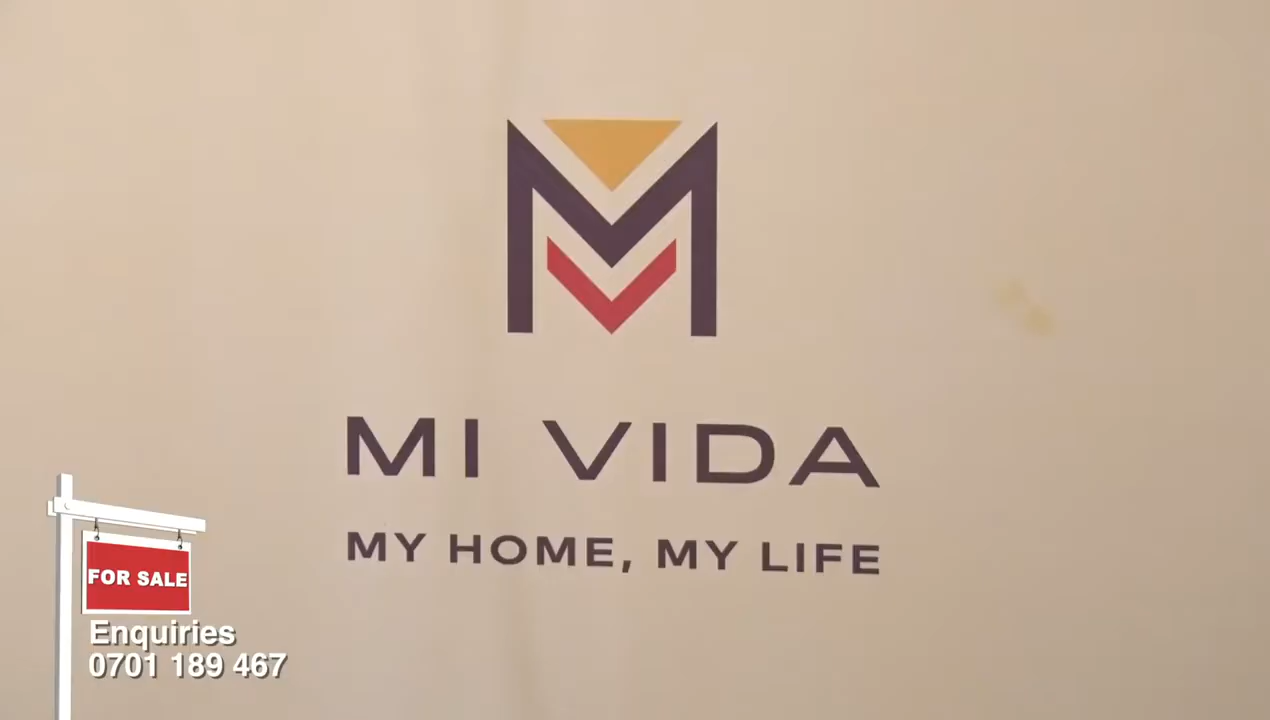 MI VIDA
MY HOME, MY LIFE
FOR SALE
Enquiries
0701 189 467